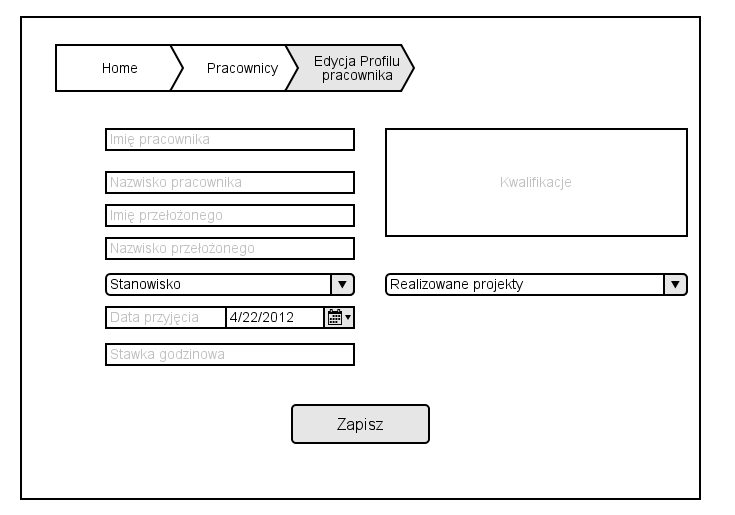 Home
Pracownicy
Edycja Profilu
pracownika
Imię pracownika
Nazwisko pracownika
Imię przełożonego
Nazwisko przełożonego
Kwalifikacje
Stanowisko
Realizowane projekty
Data przyjęcia 4/22/2012
Stawka godzinowa
Zapisz